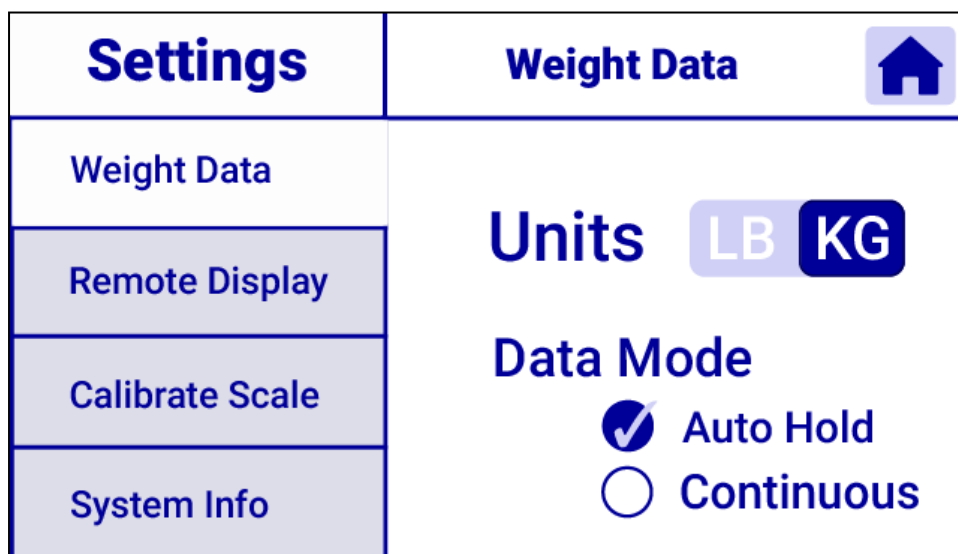 Settings
Weight Data
Weight Data
Remote Display
Calibrate Scale
System Info
Units LB KG
Data Mode
Auto Hold
Continuous